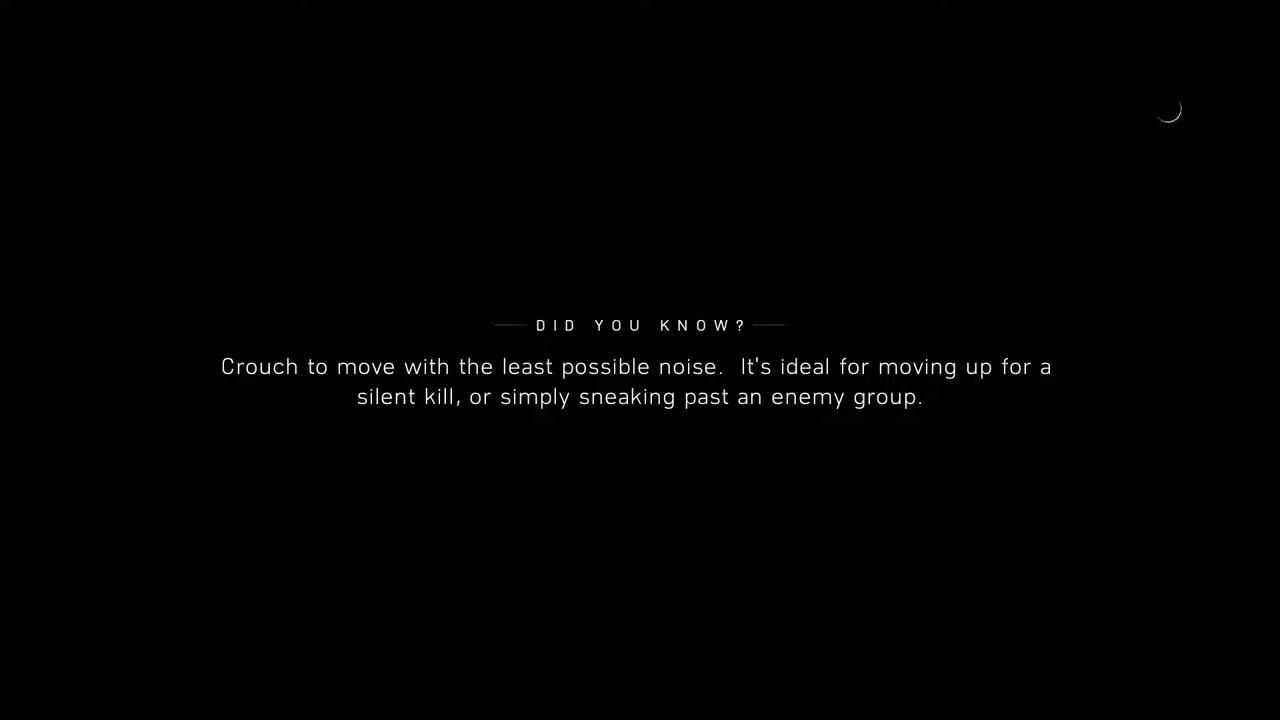 DID YOU KNOW?
Crouch to move with the least possible noise.  It's ideal for moving up for a
silent kill, or simply sneaking past an enemy group.